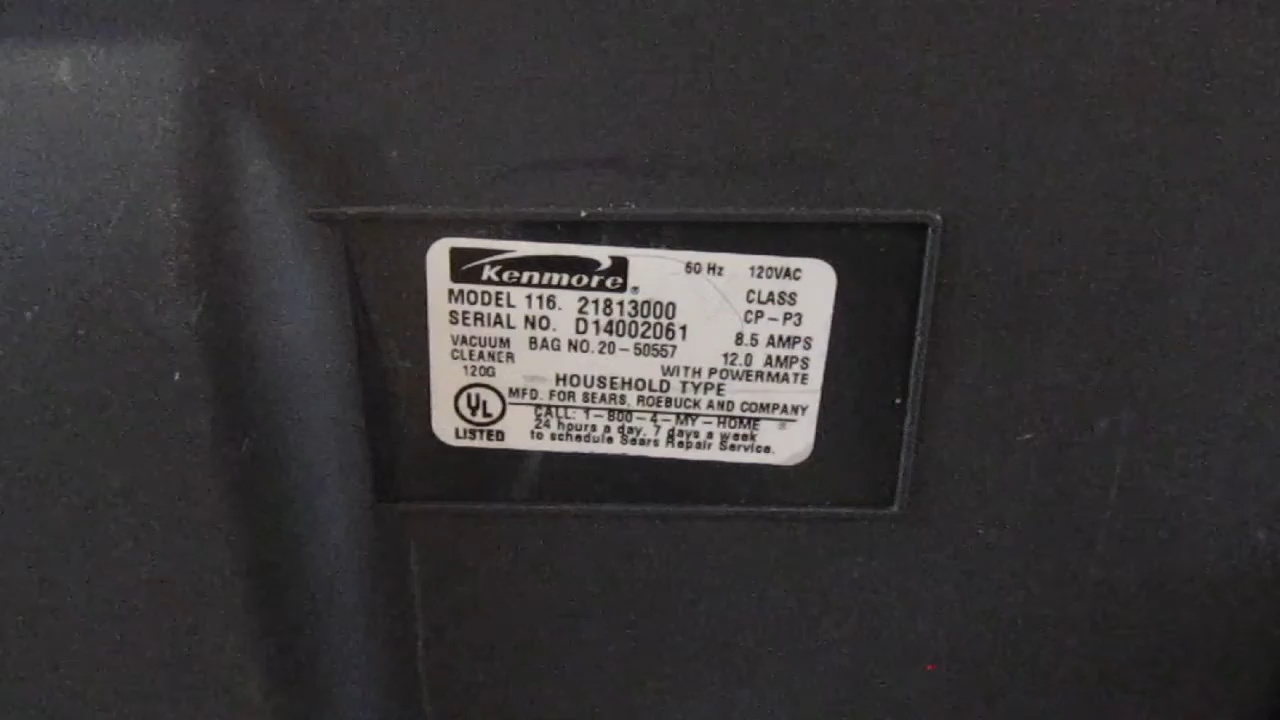 Kenmore®
60 Hz 120VAC
MODEL 116. 21813000 CLASS
SERIAL NO. D14002061 CP-P3
VACUUM BAG NO. 20-50557 8.5 AMPS
CLEANER 12.0 AMPS
120G WITH POWERMATE
HOUSEHOLD TYPE
MFD. FOR SEARS, ROEBUCK AND COMPANY
UL CALL: 1-800-4-MY-HOME ®
LISTED 24 hours a day, 7 days a week
to schedule Sears Repair Service.